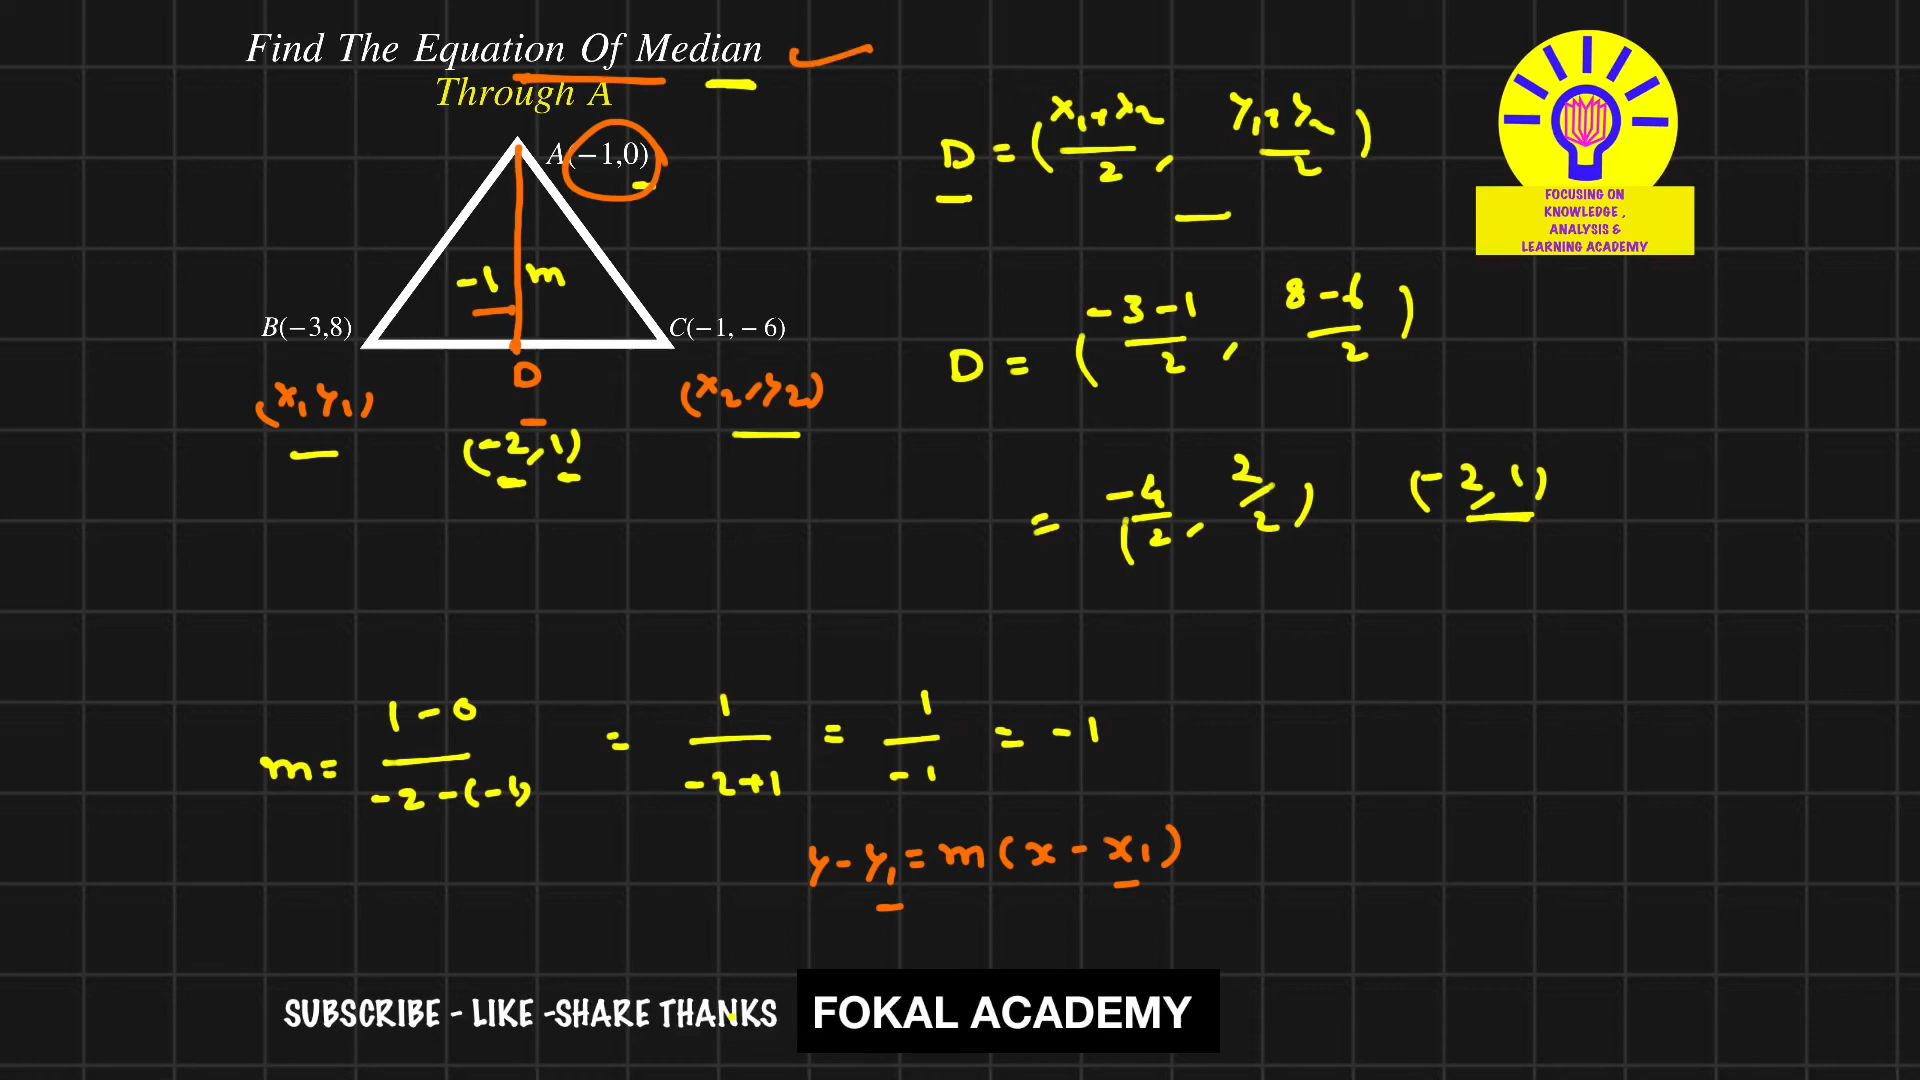 Find The Equation Of Median
Through A
A(−1,0)
-1 m
B(−3,8)
C(−1, − 6)
D
(x₁ y₁)
(x₂, y₂)
(-2, 1)
D = (x₁+x₂/2, y₁+y₂/2)
D = (-3-1/2, 8-6/2)
= (-4/2, 2/2) (-2, 1)
m = 1-0/-2-(-1) = 1/-2+1 = 1/-1 = -1
y - y₁ = m(x - x₁)
FOCUSING ON
KNOWLEDGE ,
ANALYSIS &
LEARNING ACADEMY
SUBSCRIBE - LIKE -SHARE THANKS
FOKAL ACADEMY